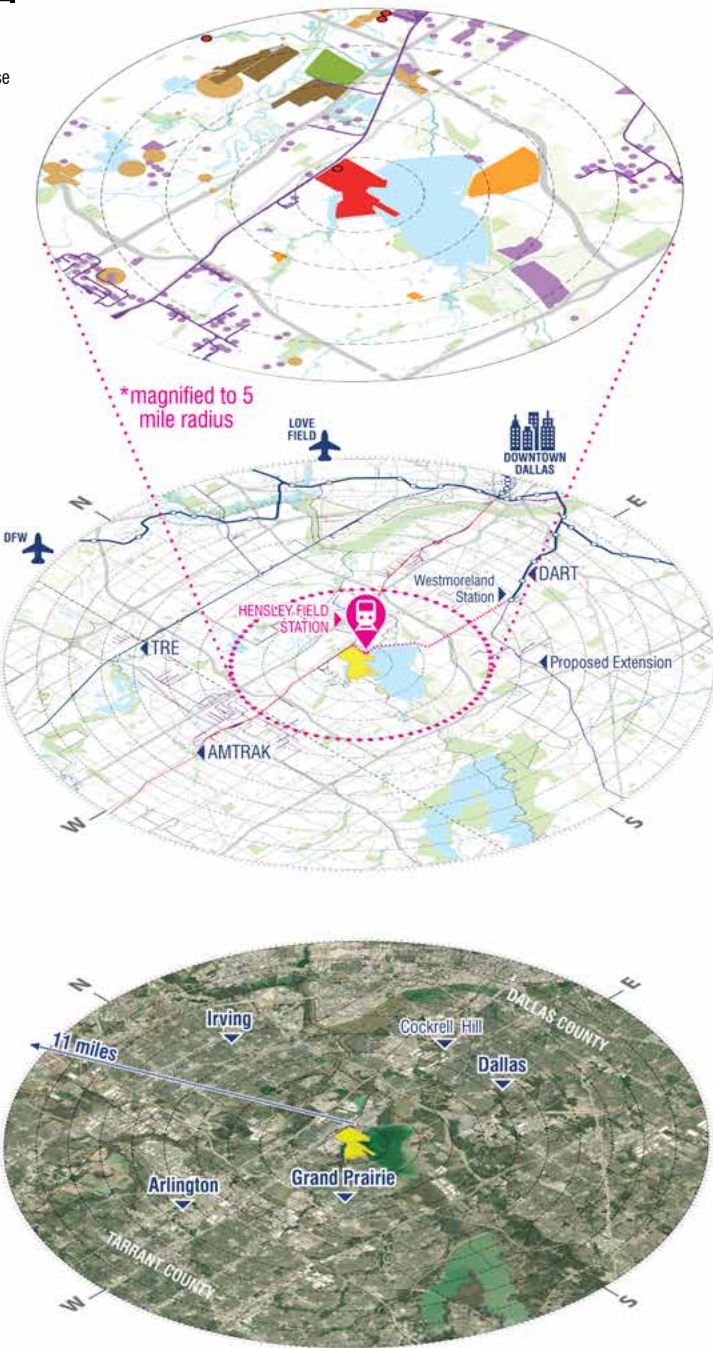 se
*magnified to 5
mile radius
LOVE
FIELD
DOWNTOWN
DALLAS
N
E
DFW
DART
Westmoreland
Station
HENSLEY FIELD
STATION
TRE
Proposed Extension
AMTRAK
W
S
N
E
DALLAS COUNTY
Irving
Cockrell Hill
11 miles
Dallas
Grand Prairie
Arlington
TARRANT COUNTY
W
S